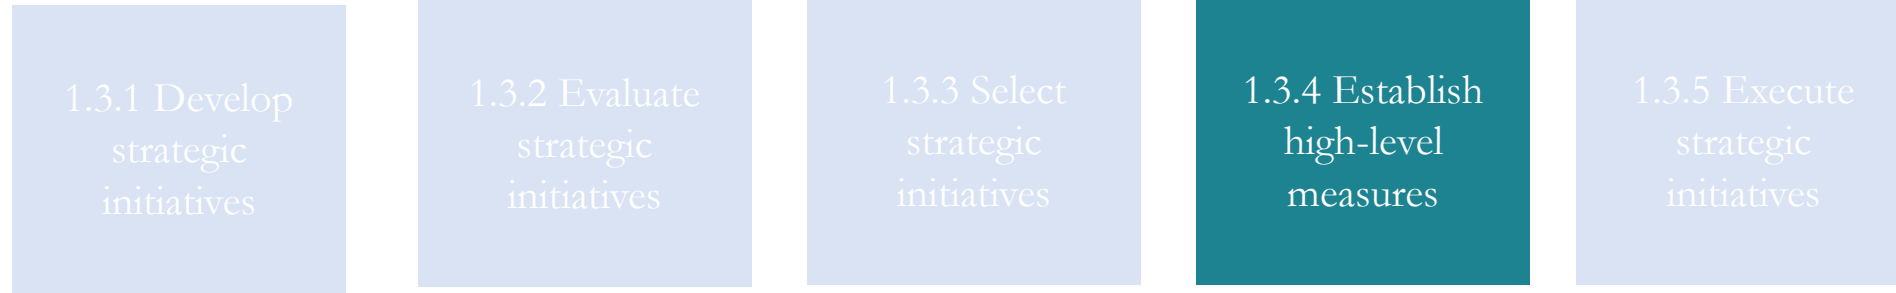 1.3.1 Develop
strategic
initiatives
1.3.2 Evaluate
strategic
initiatives
1.3.3 Select
strategic
initiatives
1.3.4 Establish
high-level
measures
1.3.5 Execute
strategic
initiatives